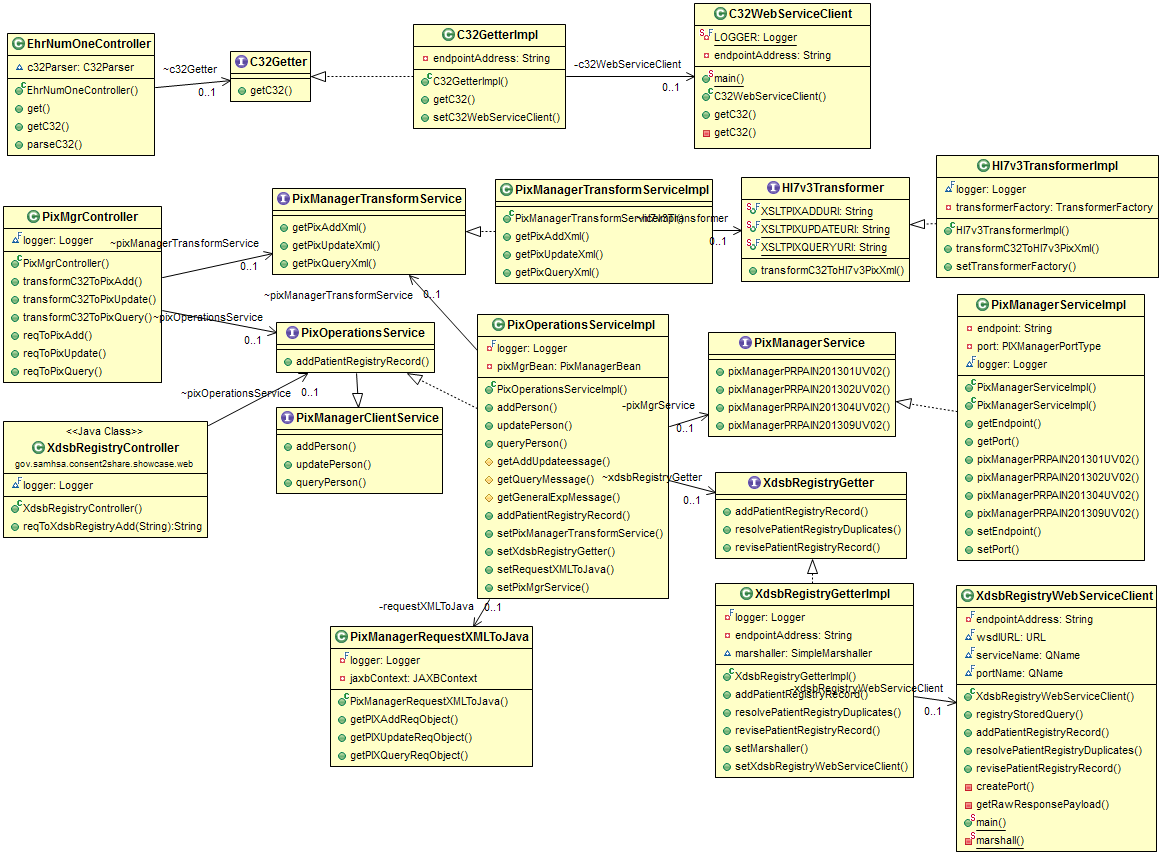 EhrNumOneController
c32Parser: C32Parser
EhrNumOneController()
get()
getC32()
parseC32()
~c32Getter
0..1
C32Getter
getC32()
C32GetterImpl
endpointAddress: String
C32GetterImpl()
getC32()
setC32WebServiceClient()
-c32WebServiceClient
0..1
C32WebServiceClient
LOGGER: Logger
endpointAddress: String
main()
C32WebServiceClient()
getC32()
getC32()
PixMgrController
logger: Logger
PixMgrController()
transformC32ToPixAdd()
transformC32ToPixUpdate()
transformC32ToPixQuery()
reqToPixAdd()
reqToPixUpdate()
reqToPixQuery()
~pixManagerTransformService
0..1
~pixOperationsService
0..1
PixManagerTransformService
getPixAddXml()
getPixUpdateXml()
getPixQueryXml()
~pixManagerTransformService
0..1
PixManagerTransformServiceImpl
PixManagerTransformServiceImpl()
getPixAddXml()
getPixUpdateXml()
getPixQueryXml()
~hl7v3Transformer
0..1
Hl7v3Transformer
XSLTPIXADDURI: String
XSLTPIXUPDATEURI: String
XSLTPIXQUERYURI: String
transformC32ToHl7v3PixXml()
Hl7v3TransformerImpl
logger: Logger
transformerFactory: TransformerFactory
Hl7v3TransformerImpl()
transformC32ToHl7v3PixXml()
setTransformerFactory()
PixOperationsService
addPatientRegistryRecord()
~pixOperationsService
0..1
PixManagerClientService
addPerson()
updatePerson()
queryPerson()
<<Java Class>>
XdsbRegistryController
gov.samhsa.consent2share.showcase.web
logger: Logger
XdsbRegistryController()
reqToXdsbRegistryAdd(String):String
PixOperationsServiceImpl
logger: Logger
pixMgrBean: PixManagerBean
PixOperationsServiceImpl()
addPerson()
updatePerson()
queryPerson()
getAddUpdateessage()
getQueryMessage()
getGeneralExpMessage()
addPatientRegistryRecord()
setPixManagerTransformService()
setXdsbRegistryGetter()
setRequestXMLToJava()
setPixMgrService()
-pixMgrService
0..1
~xdsbRegistryGetter
0..1
-requestXMLToJava
0..1
PixManagerService
pixManagerPRPAIN201301UV02()
pixManagerPRPAIN201302UV02()
pixManagerPRPAIN201304UV02()
pixManagerPRPAIN201309UV02()
PixManagerServiceImpl
endpoint: String
port: PIXManagerPortType
logger: Logger
PixManagerServiceImpl()
PixManagerServiceImpl()
getEndpoint()
getPort()
pixManagerPRPAIN201301UV02()
pixManagerPRPAIN201302UV02()
pixManagerPRPAIN201304UV02()
pixManagerPRPAIN201309UV02()
setEndpoint()
setPort()
XdsbRegistryGetter
addPatientRegistryRecord()
resolvePatientRegistryDuplicates()
revisePatientRegistryRecord()
PixManagerRequestXMLToJava
logger: Logger
jaxbContext: JAXBContext
PixManagerRequestXMLToJava()
getPIXAddReqObject()
getPIXUpdateReqObject()
getPIXQueryReqObject()
XdsbRegistryGetterImpl
logger: Logger
endpointAddress: String
marshaller: SimpleMarshaller
XdsbRegistryGetterImpl()
addPatientRegistryRecord()
resolvePatientRegistryDuplicates()
revisePatientRegistryRecord()
setMarshaller()
setXdsbRegistryWebServiceClient()
-xdsbRegistryWebServiceClient
0..1
XdsbRegistryWebServiceClient
endpointAddress: String
wsdlURL: URL
serviceName: QName
portName: QName
XdsbRegistryWebServiceClient()
registryStoredQuery()
addPatientRegistryRecord()
resolvePatientRegistryDuplicates()
revisePatientRegistryRecord()
createPort()
getRawResponsePayload()
main()
marshall()